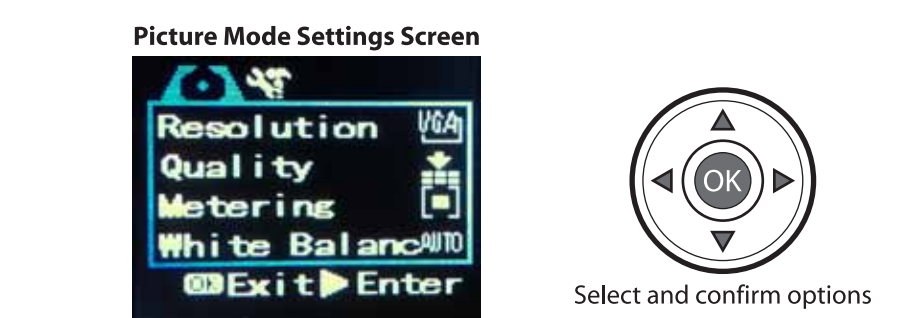 Picture Mode Settings Screen
Resolution VGA
Quality
Metering
White Balanc AUTO
OK Exit Enter
OK
Select and confirm options